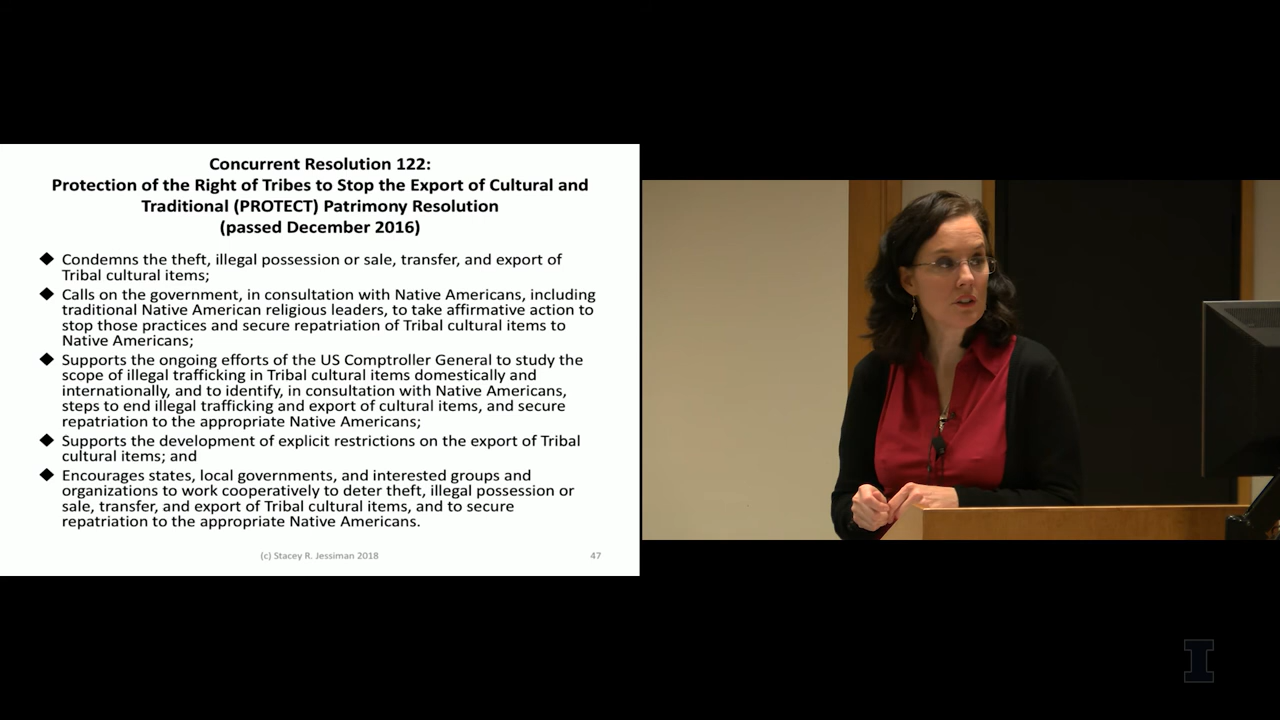 Concurrent Resolution 122:
Protection of the Right of Tribes to Stop the Export of Cultural and
Traditional (PROTECT) Patrimony Resolution
(passed December 2016)
◆ Condemns the theft, illegal possession or sale, transfer, and export of
Tribal cultural items;
◆ Calls on the government, in consultation with Native Americans, including
traditional Native American religious leaders, to take affirmative action to
stop those practices and secure repatriation of Tribal cultural items to
Native Americans;
◆ Supports the ongoing efforts of the US Comptroller General to study the
scope of illegal trafficking in Tribal cultural items domestically and
internationally, and to identify, in consultation with Native Americans,
steps to end illegal trafficking and export of cultural items, and secure
repatriation to the appropriate Native Americans;
◆ Supports the development of explicit restrictions on the export of Tribal
cultural items; and
◆ Encourages states, local governments, and interested groups and
organizations to work cooperatively to deter theft, illegal possession or
sale, transfer, and export of Tribal cultural items, and to secure
repatriation to the appropriate Native Americans.
(c) Stacey R. Jessiman 2018
47
I